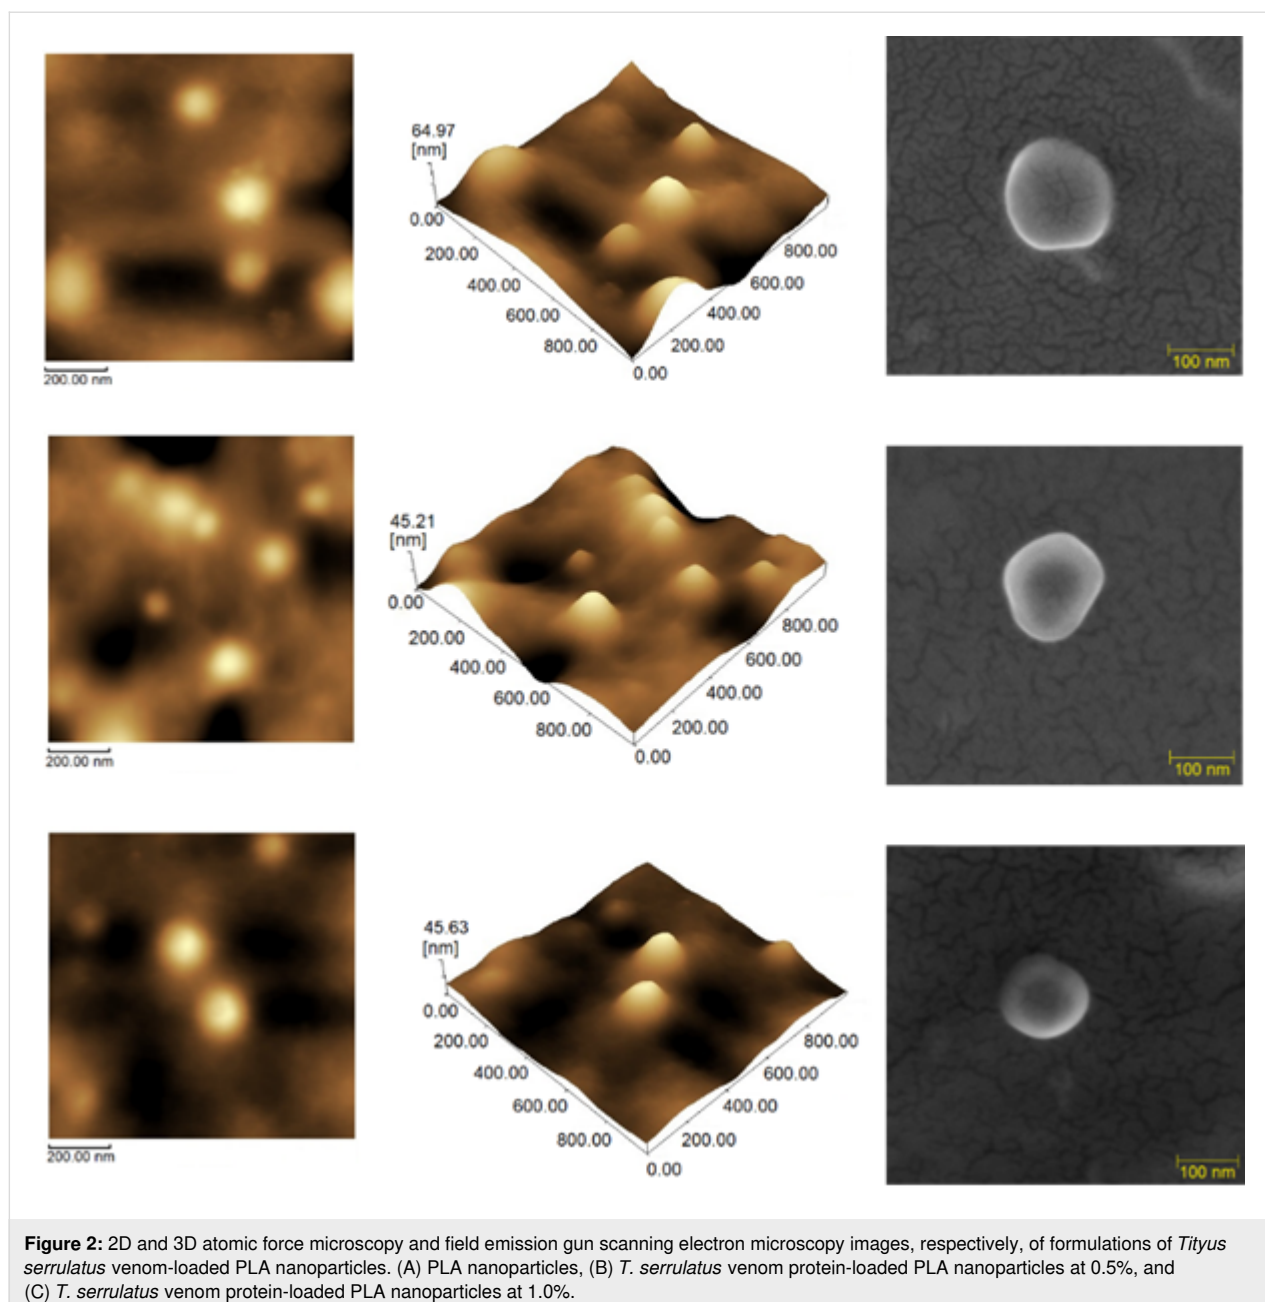 64.97
[nm]
0.00
200.00
400.00
600.00
800.00
800.00
600.00
400.00
200.00
0.00
200.00 nm
100 nm
45.21
[nm]
0.00
200.00
400.00
600.00
800.00
800.00
600.00
400.00
200.00
0.00
200.00 nm
100 nm
45.63
[nm]
0.00
200.00
400.00
600.00
800.00
800.00
600.00
400.00
200.00
0.00
200.00 nm
100 nm
Figure 2: 2D and 3D atomic force microscopy and field emission gun scanning electron microscopy images, respectively, of formulations of Tityus
serrulatus venom-loaded PLA nanoparticles. (A) PLA nanoparticles, (B) T. serrulatus venom protein-loaded PLA nanoparticles at 0.5%, and
(C) T. serrulatus venom protein-loaded PLA nanoparticles at 1.0%.